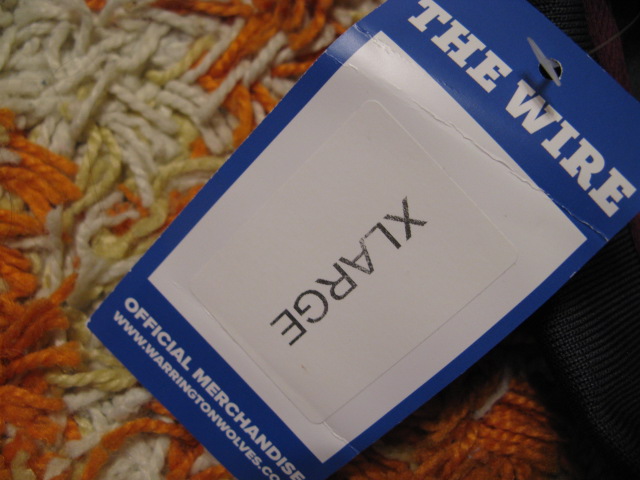 THE WIRE
XLARGE
OFFICIAL MERCHANDISE
WWW.WARRINGTONWOLVES.CO